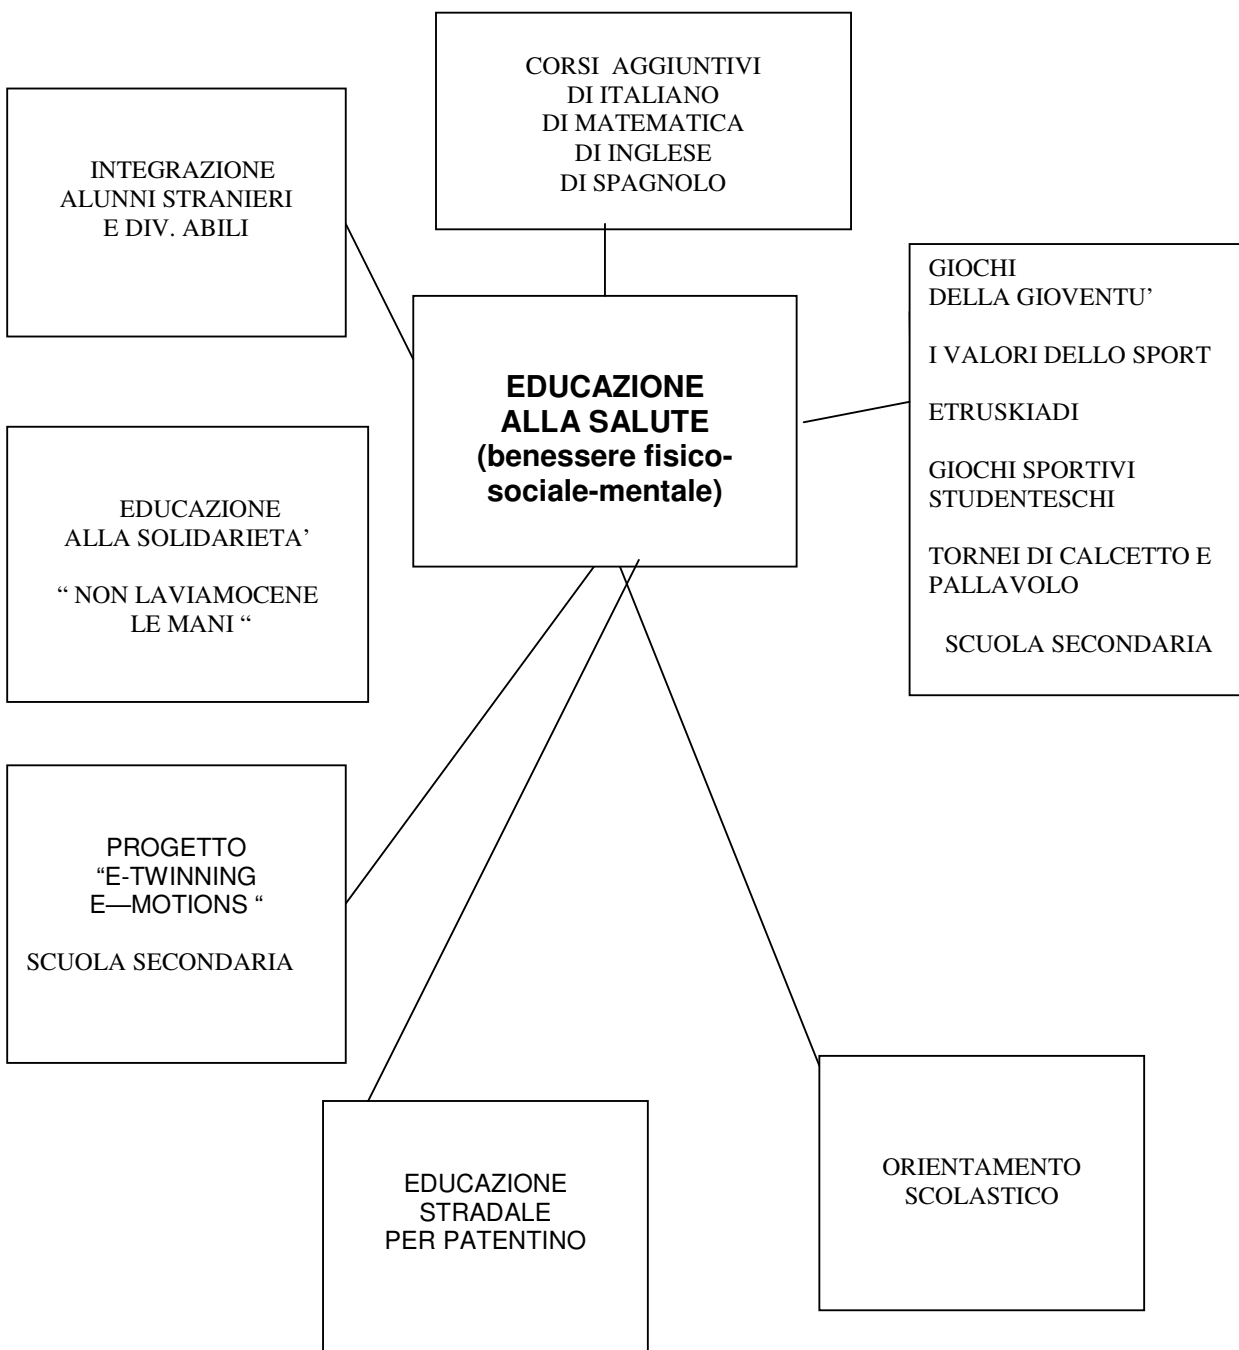 CORSI AGGIUNTIVI
DI ITALIANO
DI MATEMATICA
DI INGLESE
DI SPAGNOLO
INTEGRAZIONE
ALUNNI STRANIERI
E DIV. ABILI
GIOCHI
DELLA GIOVENTU’
I VALORI DELLO SPORT
ETRUSKIADI
GIOCHI SPORTIVI
STUDENTESCHI
TORNEI DI CALCETTO E
PALLAVOLO
SCUOLA SECONDARIA
EDUCAZIONE
ALLA SALUTE
(benessere fisico-
sociale-mentale)
EDUCAZIONE
ALLA SOLIDARIETA’
“ NON LAVIAMOCENE
LE MANI “
PROGETTO
“E-TWINNING
E—MOTIONS “
SCUOLA SECONDARIA
EDUCAZIONE
STRADALE
PER PATENTINO
ORIENTAMENTO
SCOLASTICO